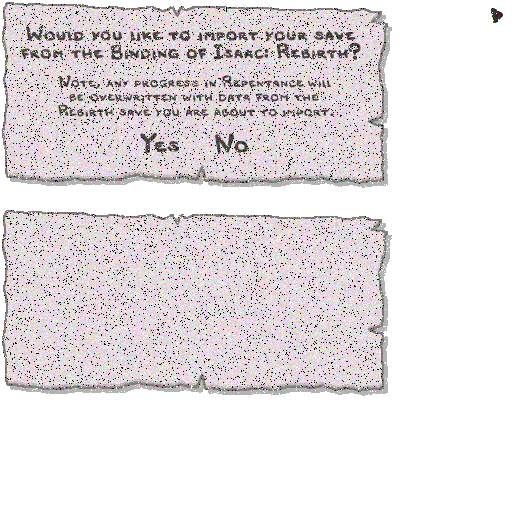 Would you like to import your save
from the Binding of Isaac: Rebirth?
Note, any progress in Repentance will
be overwritten with data from the
Rebirth save you are about to import.
Yes No